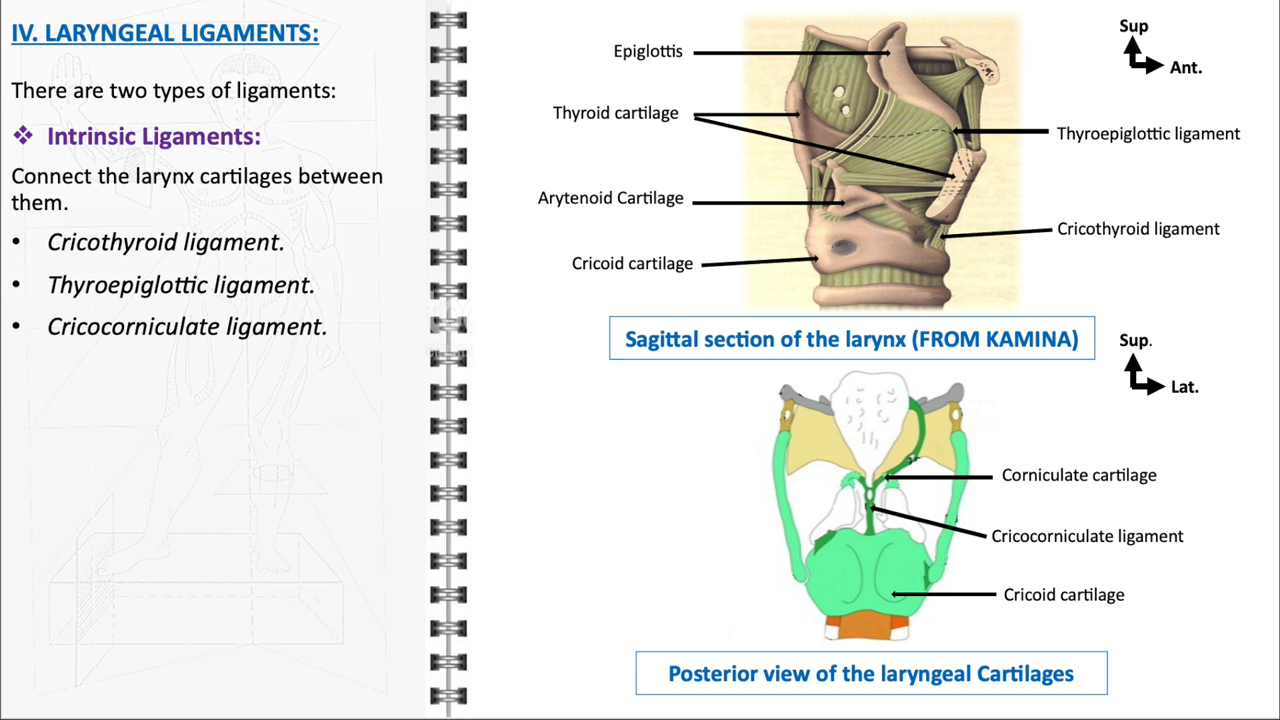 IV. LARYNGEAL LIGAMENTS:
There are two types of ligaments:
❖ Intrinsic Ligaments:
Connect the larynx cartilages between
them.
• Cricothyroid ligament.
• Thyroepiglottic ligament.
• Cricocorniculate ligament.
Epiglottis
Thyroid cartilage
Arytenoid Cartilage
Cricoid cartilage
Sup
Ant.
Thyroepiglottic ligament
Cricothyroid ligament
Sagittal section of the larynx (FROM KAMINA)
Sup.
Lat.
Corniculate cartilage
Cricocorniculate ligament
Cricoid cartilage
Posterior view of the laryngeal Cartilages